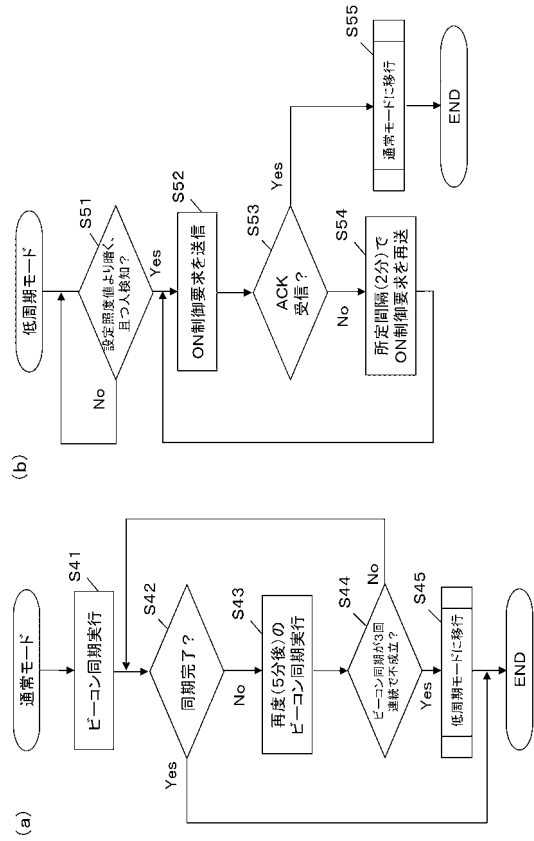 (a)
通常モード
S41
ビーコン同期実行
S42
同期完了？
Yes
No
S43
再度(5分後)の
ビーコン同期実行
S44
ビーコン同期が3回
連続で不成立？
No
Yes
S45
低周期モードに移行
END
(b)
低周期モード
S51
設定照度値より暗く、
且つ人検知？
No
Yes
S52
ON制御要求を送信
S53
ACK
受信？
Yes
No
S54
所定間隔(2分)で
ON制御要求を再送
S55
通常モードに移行
END